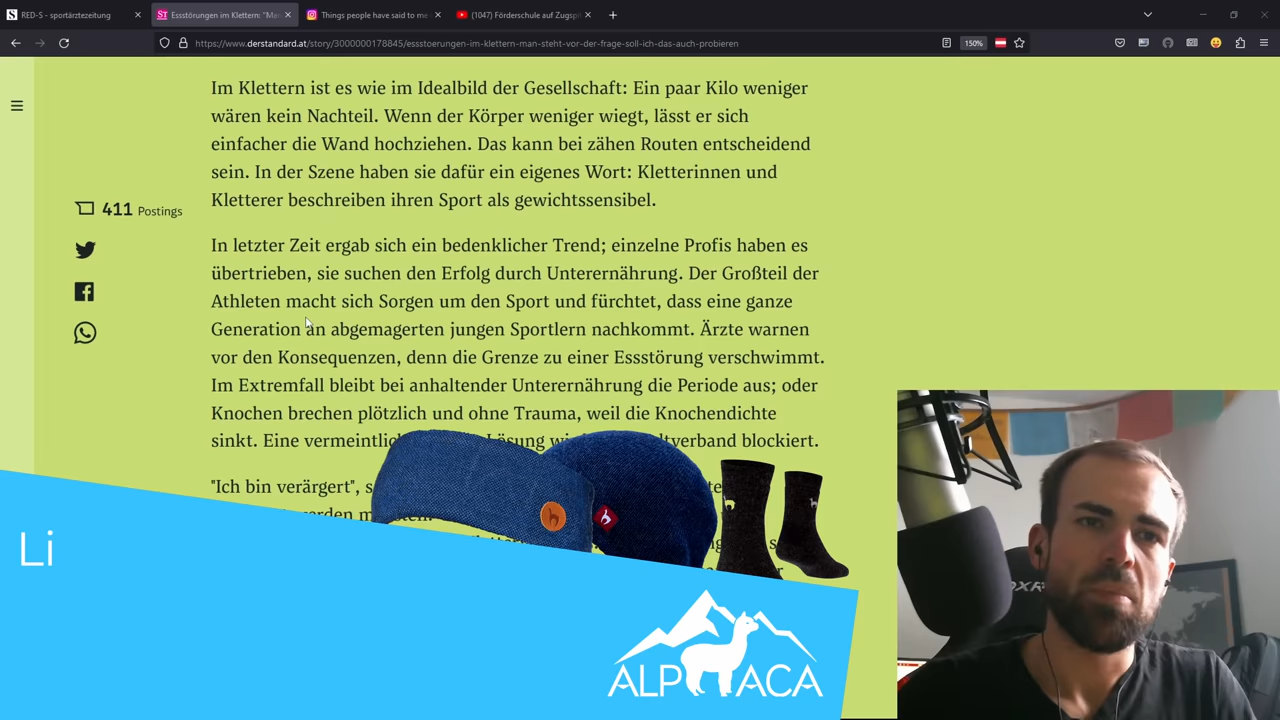 RED-S - sportärztezeitung
Essstörungen im Klettern: "Man
Things people have said to me
(1047) Förderschule auf Zugspi
https://www.derstandard.at/story/3000000178845/essstoerungen-im-klettern-man-steht-vor-der-frage-soll-ich-das-auch-probieren
150%
Im Klettern ist es wie im Idealbild der Gesellschaft: Ein paar Kilo weniger
wären kein Nachteil. Wenn der Körper weniger wiegt, lässt er sich
einfacher die Wand hochziehen. Das kann bei zähen Routen entscheidend
sein. In der Szene haben sie dafür ein eigenes Wort: Kletterinnen und
Kletterer beschreiben ihren Sport als gewichtssensibel.
411 Postings
In letzter Zeit ergab sich ein bedenklicher Trend; einzelne Profis haben es
übertrieben, sie suchen den Erfolg durch Unterernährung. Der Großteil der
Athleten macht sich Sorgen um den Sport und fürchtet, dass eine ganze
Generation an abgemagerten jungen Sportlern nachkommt. Ärzte warnen
vor den Konsequenzen, denn die Grenze zu einer Essstörung verschwimmt.
Im Extremfall bleibt bei anhaltender Unterernährung die Periode aus; oder
Knochen brechen plötzlich und ohne Trauma, weil die Knochendichte
sinkt. Eine vermeintlic Lösung wi ltverband blockiert.
"Ich bin verärgert", s
Li
ALPACA